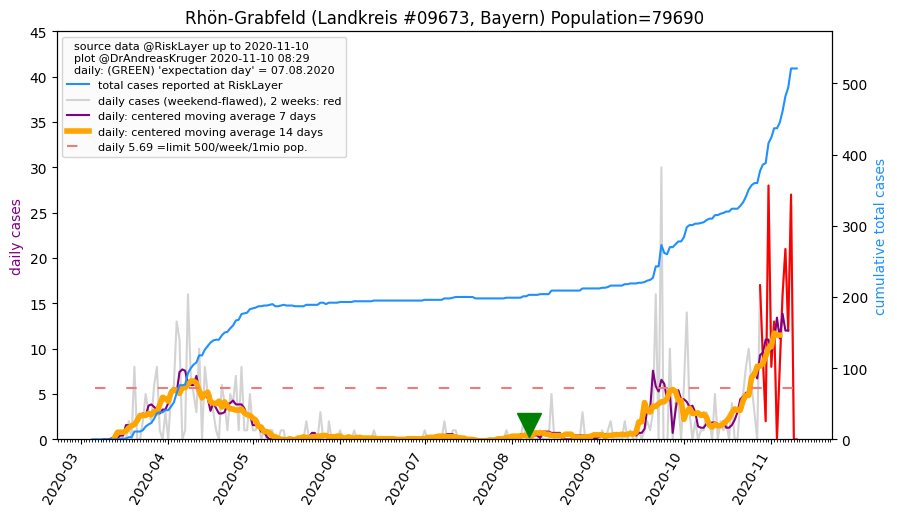 Rhön-Grabfeld (Landkreis #09673, Bayern) Population=79690
source data @RiskLayer up to 2020-11-10
plot @DrAndreasKruger 2020-11-10 08:29
daily: (GREEN) 'expectation day' = 07.08.2020
total cases reported at RiskLayer
daily cases (weekend-flawed), 2 weeks: red
daily: centered moving average 7 days
daily: centered moving average 14 days
daily 5.69 =limit 500/week/1mio pop.
daily cases
45
40
35
30
25
20
15
10
5
0
cumulative total cases
500
400
300
200
100
0
2020-03
2020-04
2020-05
2020-06
2020-07
2020-08
2020-09
2020-10
2020-11